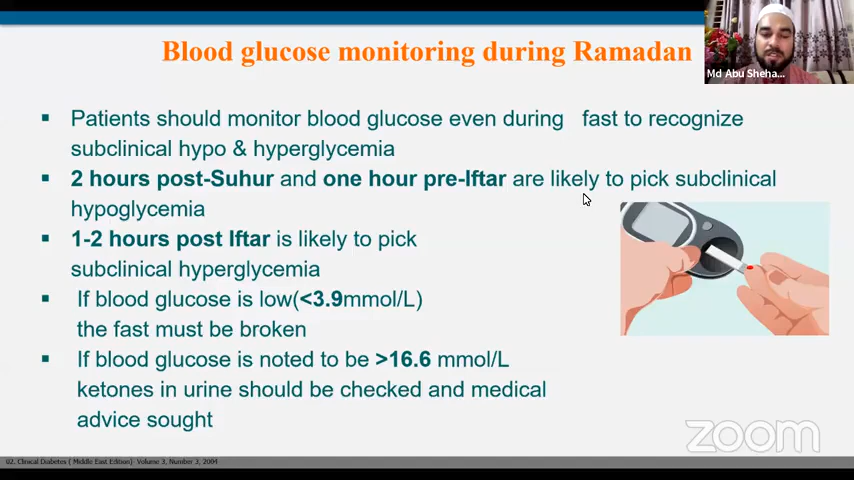 Blood glucose monitoring during Ramadan
Md Abu Sheha...
▪ Patients should monitor blood glucose even during fast to recognize
subclinical hypo & hyperglycemia
▪ 2 hours post-Suhur and one hour pre-Iftar are likely to pick subclinical
hypoglycemia
▪ 1-2 hours post Iftar is likely to pick
subclinical hyperglycemia
▪ If blood glucose is low(<3.9mmol/L)
the fast must be broken
▪ If blood glucose is noted to be >16.6 mmol/L
ketones in urine should be checked and medical
advice sought
zoom
02. Clinical Diabetes ( Middle East Edition)- Volume 3, Number 3, 2004